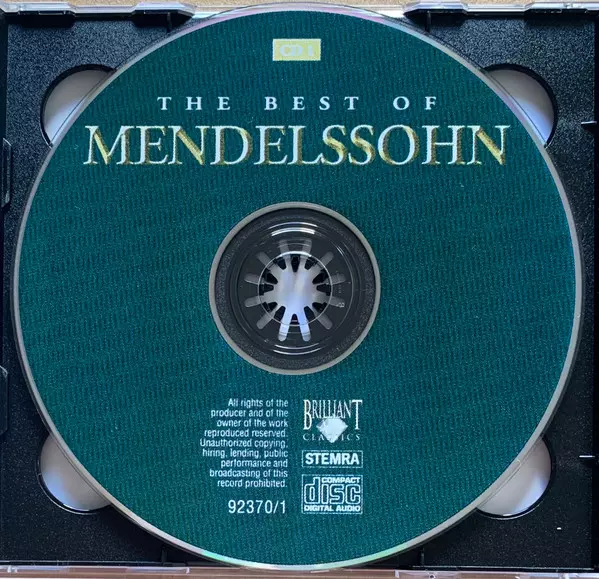 CD 1
THE BEST OF
MENDELSSOHN
All rights of the
producer and of the
owner of the work
reproduced reserved.
Unauthorized copying,
hiring, lending, public
performance and
broadcasting of this
record prohibited.
92370/1
BRILLIANT
CLASSICS
STEMRA
COMPACT
disc
DIGITAL AUDIO